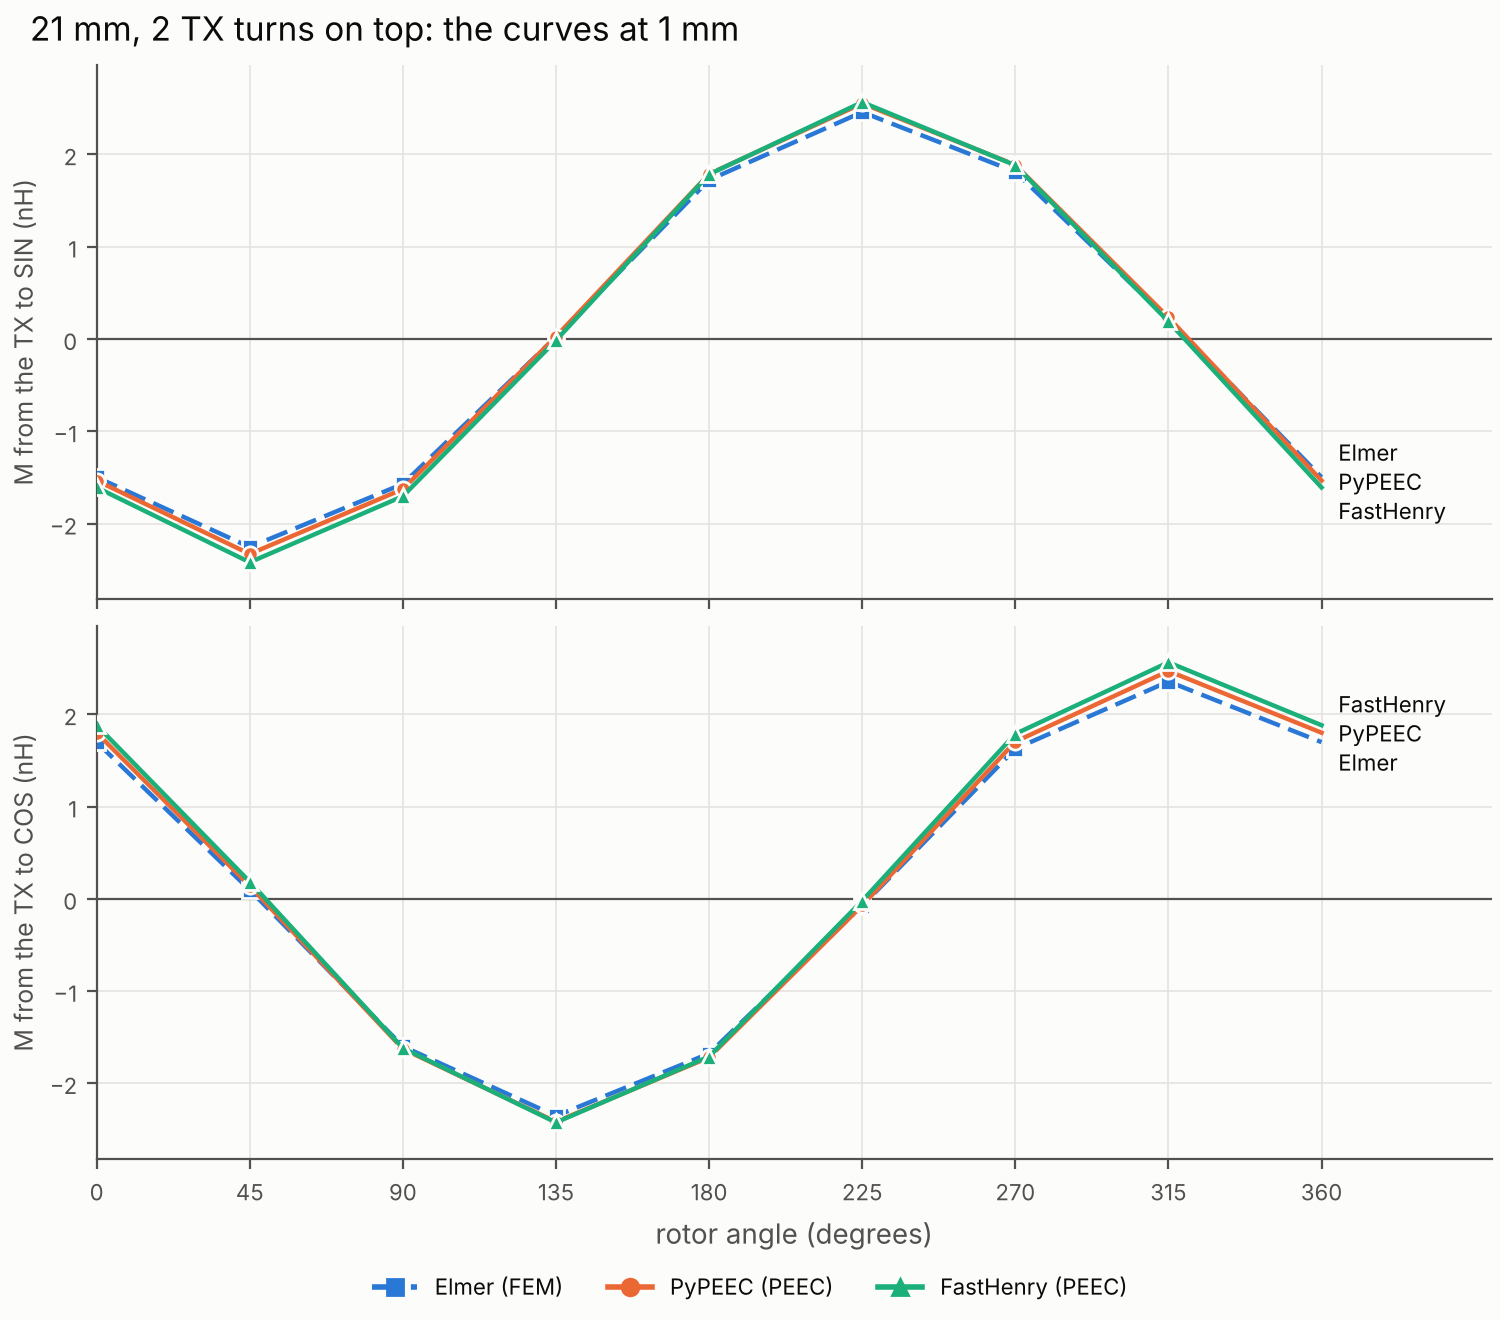 21 mm, 2 TX turns on top: the curves at 1 mm
M from the TX to SIN (nH)
2
1
0
−1
−2
Elmer
PyPEEC
FastHenry
M from the TX to COS (nH)
2
1
0
−1
−2
FastHenry
PyPEEC
Elmer
0 45 90 135 180 225 270 315 360
rotor angle (degrees)
Elmer (FEM) PyPEEC (PEEC) FastHenry (PEEC)